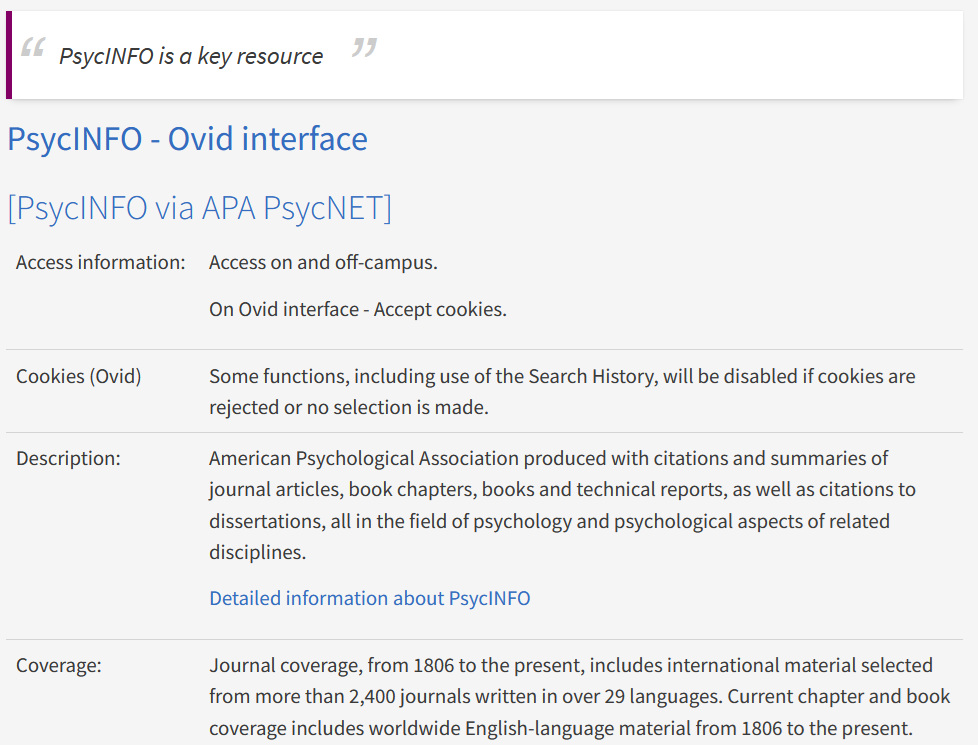 “ PsycINFO is a key resource ”
PsycINFO - Ovid interface
[PsycINFO via APA PsycNET]
Access information: Access on and off-campus.
On Ovid interface - Accept cookies.
Cookies (Ovid) Some functions, including use of the Search History, will be disabled if cookies are
rejected or no selection is made.
Description: American Psychological Association produced with citations and summaries of
journal articles, book chapters, books and technical reports, as well as citations to
dissertations, all in the field of psychology and psychological aspects of related
disciplines.
Detailed information about PsycINFO
Coverage: Journal coverage, from 1806 to the present, includes international material selected
from more than 2,400 journals written in over 29 languages. Current chapter and book
coverage includes worldwide English-language material from 1806 to the present.